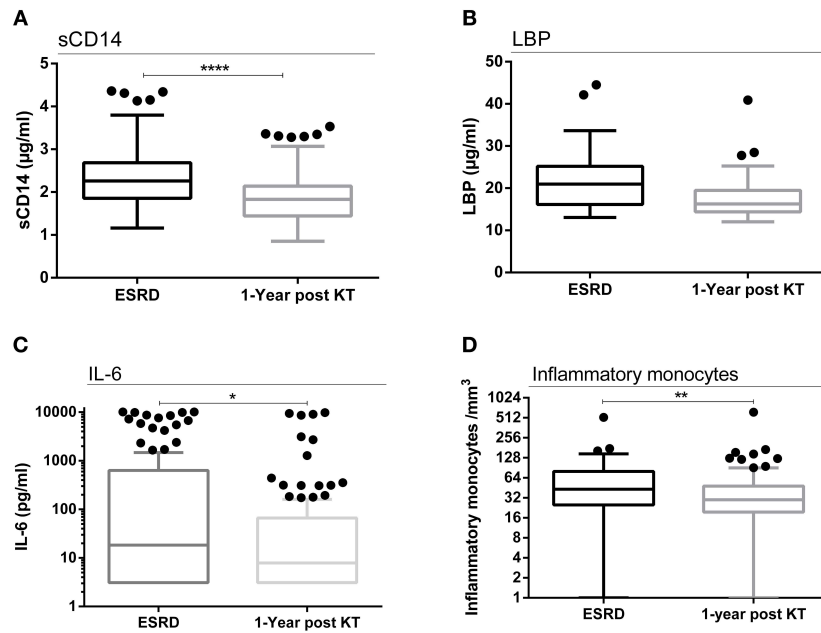 A
sCD14
****
5
4
3
2
1
0
sCD14 (µg/ml)
ESRD
1-Year post KT
B
LBP
50
40
30
20
10
0
LBP (µg/ml)
ESRD
1-Year post KT
C
IL-6
*
10000
1000
100
10
1
IL-6 (pg/ml)
ESRD
1-Year post KT
D
Inflammatory monocytes
**
1024
512
256
128
64
32
16
8
4
2
1
Inflammatory monocytes /mm³
ESRD
1-year post KT